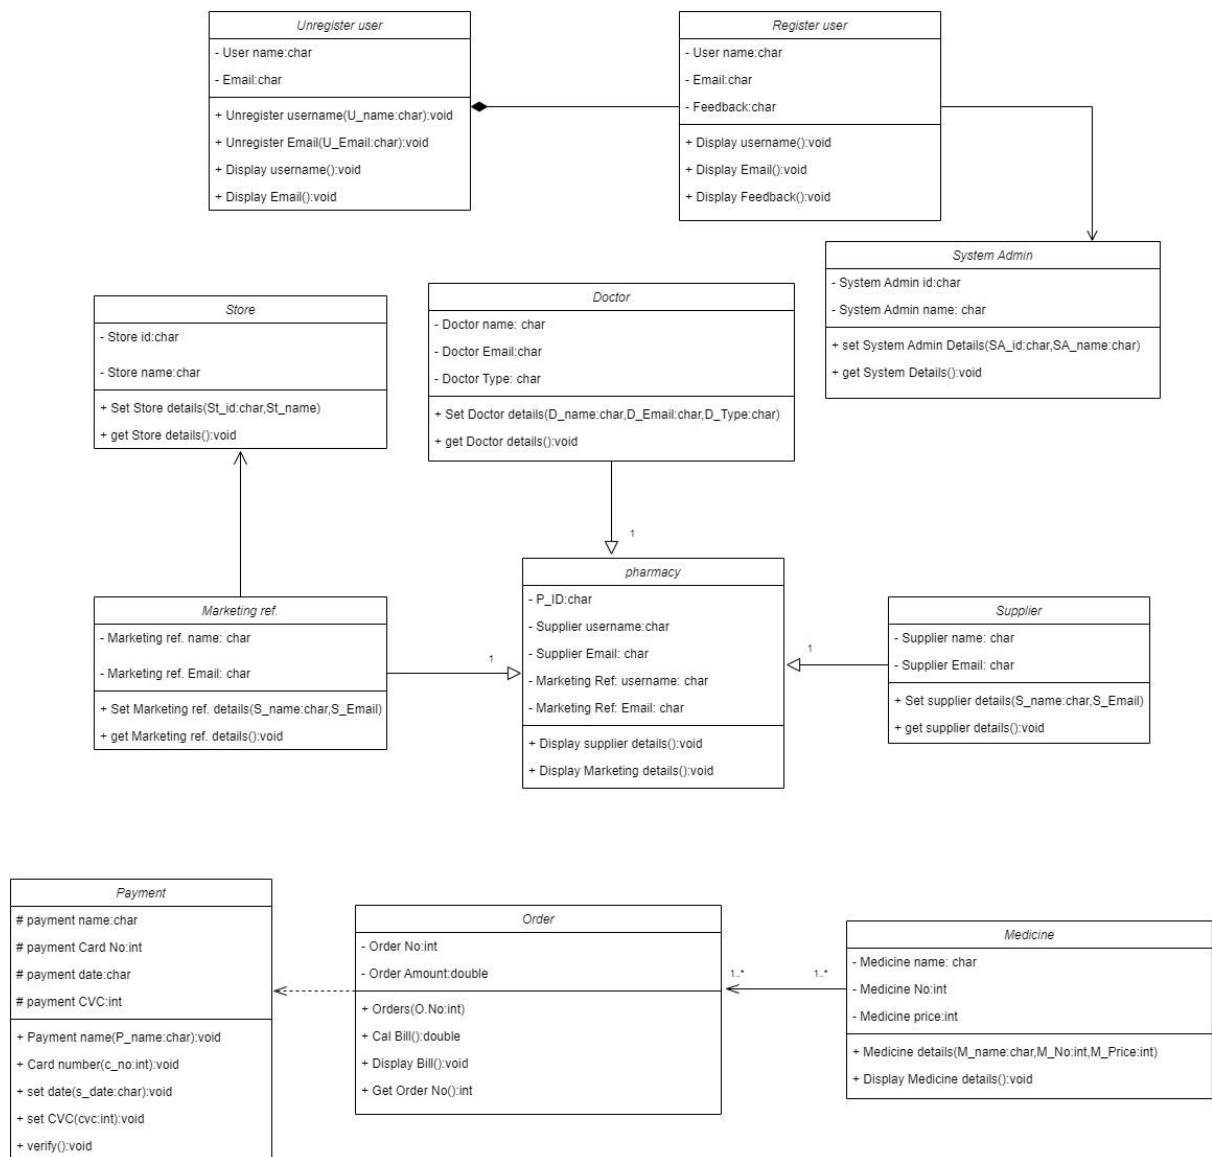 Unregister user
- User name:char
- Email:char
+ Unregister username(U_name:char):void
+ Unregister Email(U_Email:char):void
+ Display username():void
+ Display Email():void
Register user
- User name:char
- Email:char
- Feedback:char
+ Display username():void
+ Display Email():void
+ Display Feedback():void
System Admin
- System Admin id:char
- System Admin name: char
+ set System Admin Details(SA_id:char,SA_name:char)
+ get System Details():void
Store
- Store id:char
- Store name:char
+ Set Store details(St_id:char,St_name)
+ get Store details():void
Doctor
- Doctor name: char
- Doctor Email:char
- Doctor Type: char
+ Set Doctor details(D_name:char,D_Email:char,D_Type:char)
+ get Doctor details():void
1
Marketing ref.
- Marketing ref. name: char
- Marketing ref. Email: char
+ Set Marketing ref. details(S_name:char,S_Email)
+ get Marketing ref. details():void
1
pharmacy
- P_ID:char
- Supplier username:char
- Supplier Email: char
- Marketing Ref: username: char
- Marketing Ref: Email: char
+ Display supplier details():void
+ Display Marketing details():void
1
Supplier
- Supplier name: char
- Supplier Email: char
+ Set supplier details(S_name:char,S_Email)
+ get supplier details():void
Payment
# payment name:char
# payment Card No:int
# payment date:char
# payment CVC:int
+ Payment name(P_name:char):void
+ Card number(c_no:int):void
+ set date(s_date:char):void
+ set CVC(cvc:int):void
+ verify():void
Order
- Order No:int
- Order Amount:double
+ Orders(O.No:int)
+ Cal Bill():double
+ Display Bill():void
+ Get Order No():int
1..*
1..*
Medicine
- Medicine name: char
- Medicine No:int
- Medicine price:int
+ Medicine details(M_name:char,M_No:int,M_Price:int)
+ Display Medicine details():void